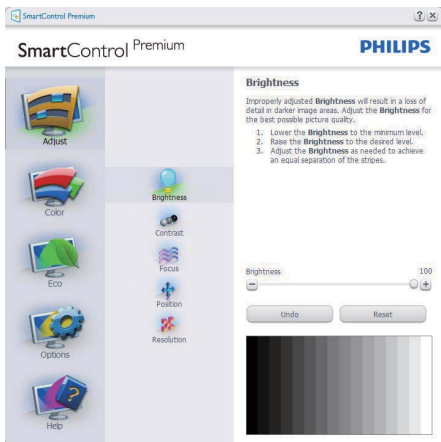 SmartControl Premium
SmartControl Premium
PHILIPS
Adjust
Color
Eco
Options
Help
Brightness
Contrast
Focus
Position
Resolution
Brightness
Improperly adjusted Brightness will result in a loss of
detail in darker image areas. Adjust the Brightness for
the best possible picture quality.
1. Lower the Brightness to the minimum level.
2. Rase the Brightness to the desired level.
3. Adjust the Brightness as needed to achieve
an equal separation of the stripes.
Brightness 100
Undo Reset